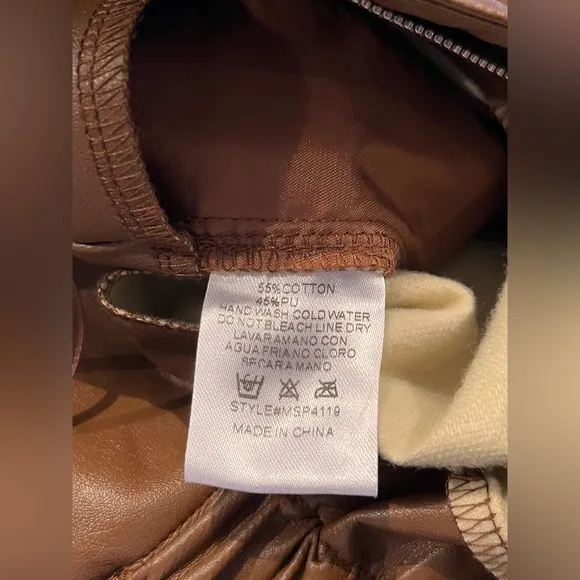 55% COTTON
45% PU
HAND WASH COLD WATER
DO NOT BLEACH LINE DRY
LAVAR AMANO CON
AGUA FRIA NO CLORO
SECAR A MANO
STYLE#MSP4119
MADE IN CHINA